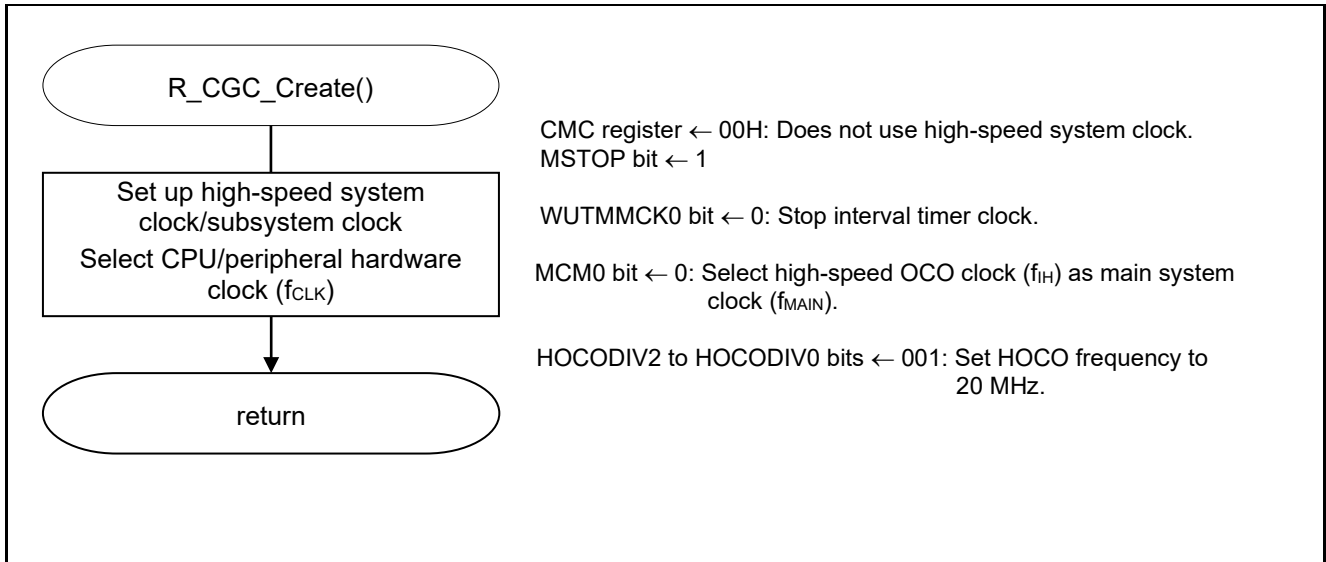 R_CGC_Create()
Set up high-speed system
clock/subsystem clock
Select CPU/peripheral hardware
clock (fCLK)
return
CMC register ← 00H: Does not use high-speed system clock.
MSTOP bit ← 1
WUTMMCK0 bit ← 0: Stop interval timer clock.
MCM0 bit ← 0: Select high-speed OCO clock (fIH) as main system
clock (fMAIN).
HOCODIV2 to HOCODIV0 bits ← 001: Set HOCO frequency to
20 MHz.